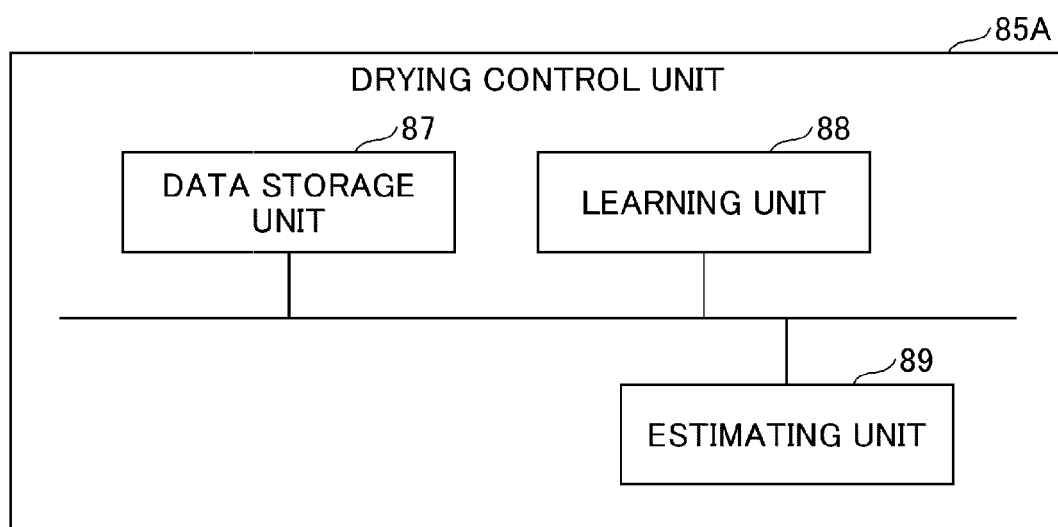 85A
DRYING CONTROL UNIT
87
88
DATA STORAGE
UNIT
LEARNING UNIT
89
ESTIMATING UNIT